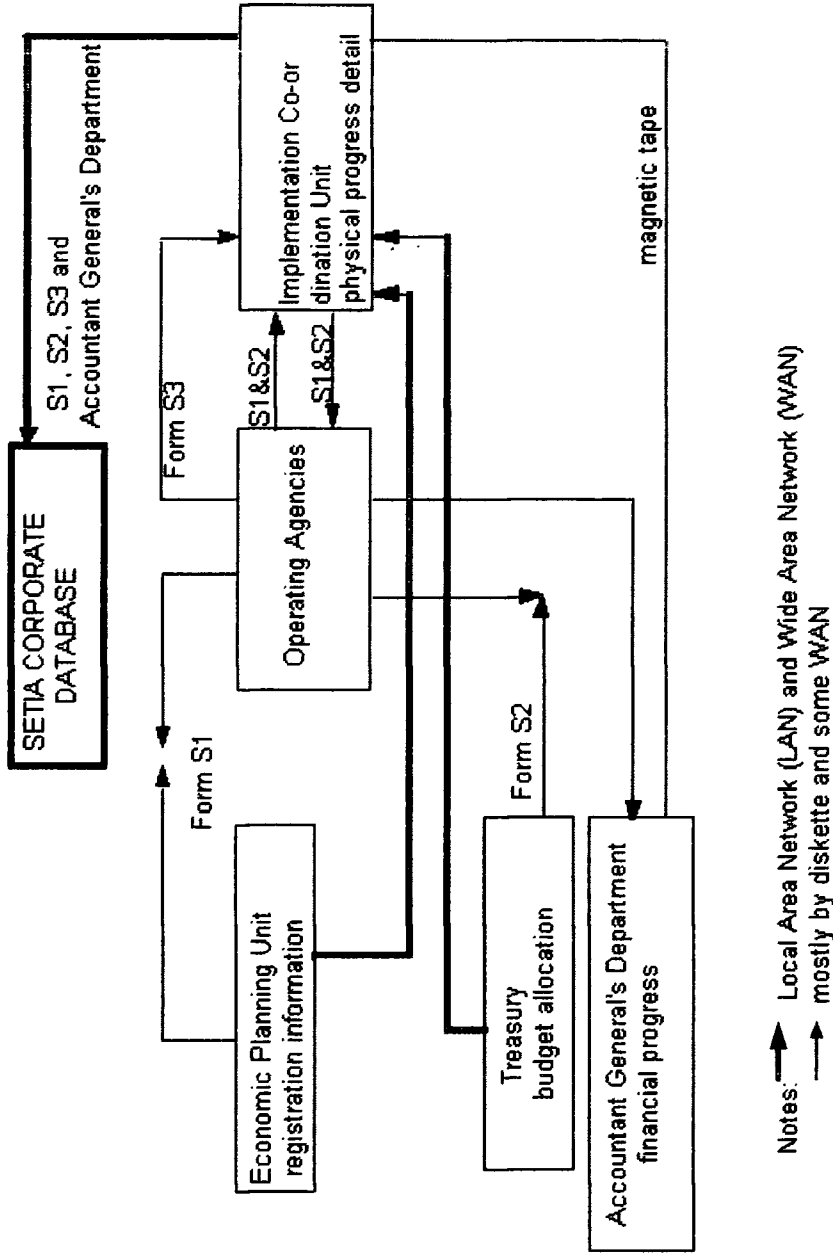 SETIA CORPORATE
DATABASE
S1, S2, S3 and
Accountant General's Department
Form S1
Form S3
Economic Planning Unit
registration information
Operating Agencies
S1&S2
S1&S2
Implementation Co-or
dination Unit
physical progress detail
Form S2
Treasury
budget allocation
Accountant General's Department
financial progress
magnetic tape
Notes: Local Area Network (LAN) and Wide Area Network (WAN)
mostly by diskette and some WAN